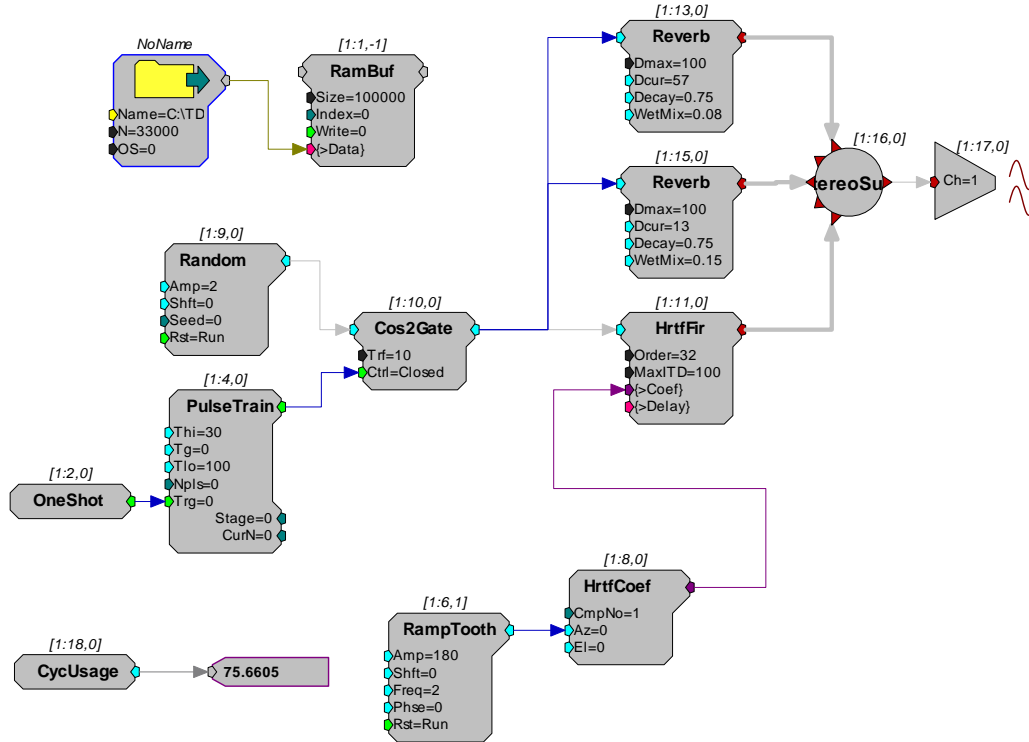 NoName
Name=C:\TD
N=33000
OS=0
[1:1,-1]
RamBuf
Size=100000
Index=0
Write=0
{>Data}
[1:13,0]
Reverb
Dmax=100
Dcur=57
Decay=0.75
WetMix=0.08
[1:15,0]
Reverb
Dmax=100
Dcur=13
Decay=0.75
WetMix=0.15
[1:16,0]
tereoSu
[1:17,0]
Ch=1
[1:9,0]
Random
Amp=2
Shft=0
Seed=0
Rst=Run
[1:10,0]
Cos2Gate
Trf=10
Ctrl=Closed
[1:11,0]
HrtfFir
Order=32
MaxITD=100
{>Coef}
{>Delay}
[1:4,0]
PulseTrain
Thi=30
Tg=0
Tlo=100
Npls=0
Trg=0
Stage=0
CurN=0
[1:2,0]
OneShot
[1:8,0]
HrtfCoef
CmpNo=1
Az=0
El=0
[1:6,1]
RampTooth
Amp=180
Shft=0
Freq=2
Phse=0
Rst=Run
[1:18,0]
CycUsage
75.6605